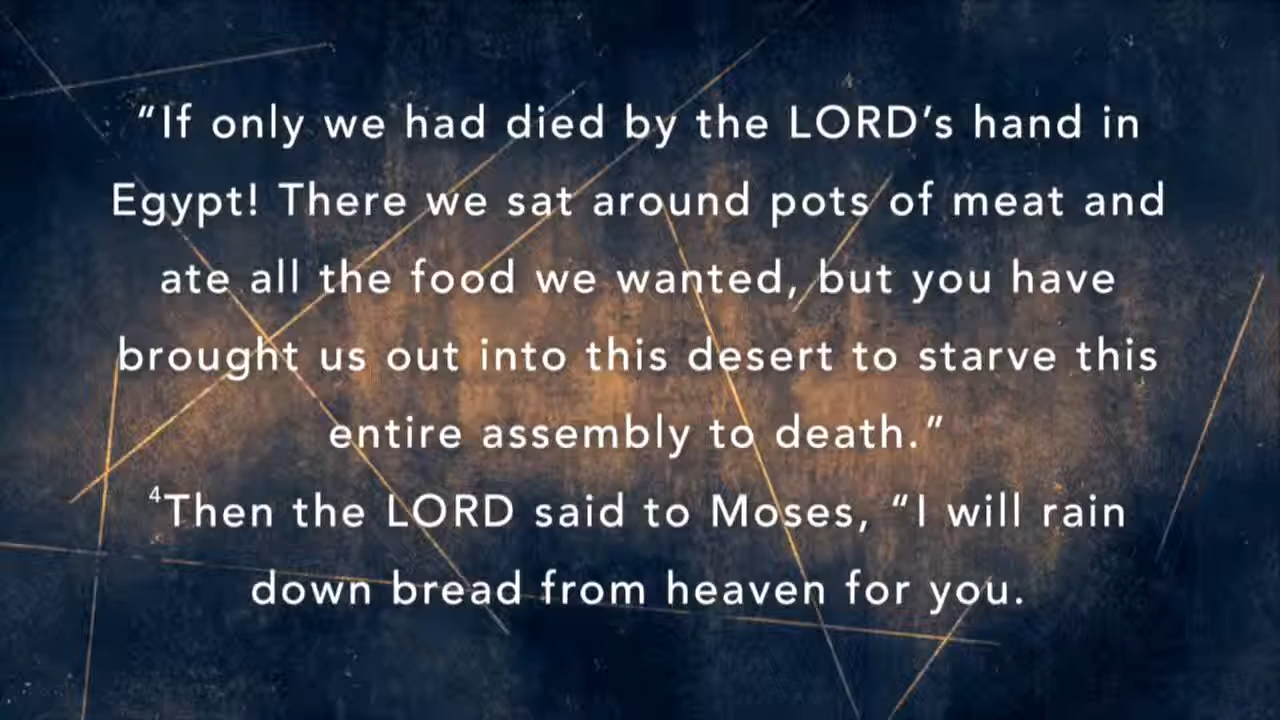 “If only we had died by the LORD’s hand in
Egypt! There we sat around pots of meat and
ate all the food we wanted, but you have
brought us out into this desert to starve this
entire assembly to death.”
⁴Then the LORD said to Moses, “I will rain
down bread from heaven for you.